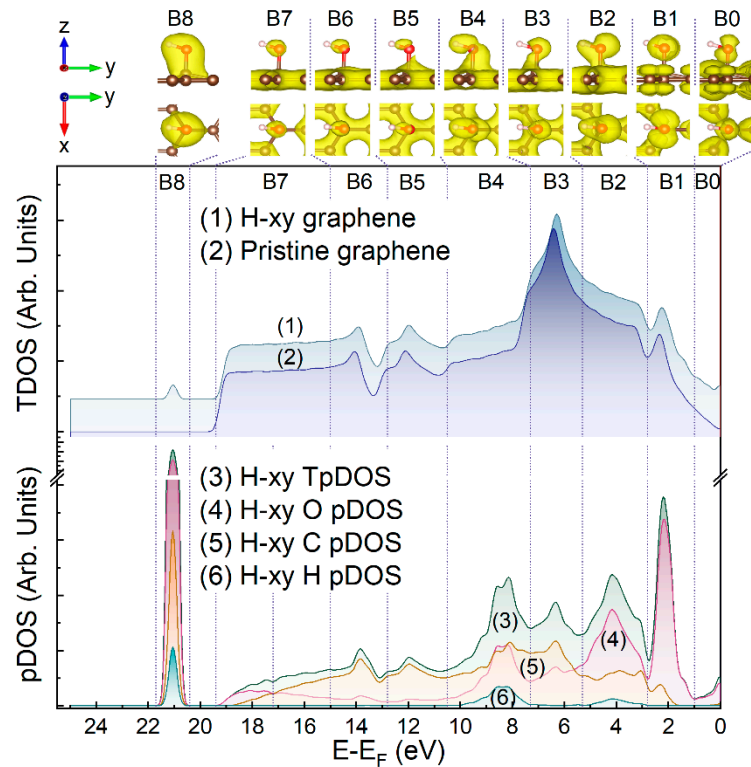 B8 B7 B6 B5 B4 B3 B2 B1 B0
z
y
y
x
B8 B7 B6 B5 B4 B3 B2 B1 B0
(1) H-xy graphene
(2) Pristine graphene
(1)
(2)
TDOS (Arb. Units)
(3) H-xy TpDOS
(4) H-xy O pDOS
(5) H-xy C pDOS
(6) H-xy H pDOS
(3)
(4)
(5)
(6)
pDOS (Arb. Units)
24 22 20 18 16 14 12 10 8 6 4 2 0
E-EF (eV)